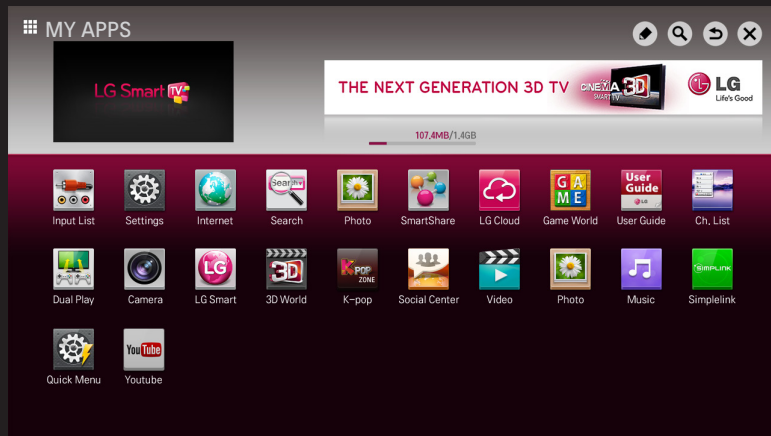 MY APPS
LG Smart TV
THE NEXT GENERATION 3D TV
CINEMA 3D
SMART TV
LG
Life's Good
107.4MB/1.4GB
Search
GAME
User Guide
LG
Input List
Settings
Internet
Search
Photo
SmartShare
LG Cloud
Game World
User Guide
Ch. List
LG
3D
K-POP
ZONE
SIMPLINK
Dual Play
Camera
LG Smart
3D World
K-pop
Social Center
Video
Photo
Music
Simplelink
YouTube
Quick Menu
Youtube